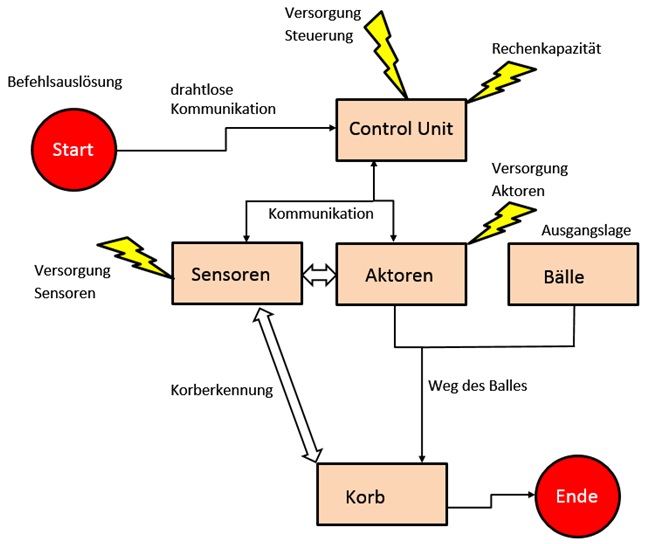 Versorgung
Steuerung
Rechenkapazität
Befehlsauslösung
drahtlose
Kommunikation
Start
Control Unit
Versorgung
Aktoren
Kommunikation
Ausgangslage
Versorgung
Sensoren
Sensoren
Aktoren
Bälle
Korberkennung
Weg des Balles
Korb
Ende